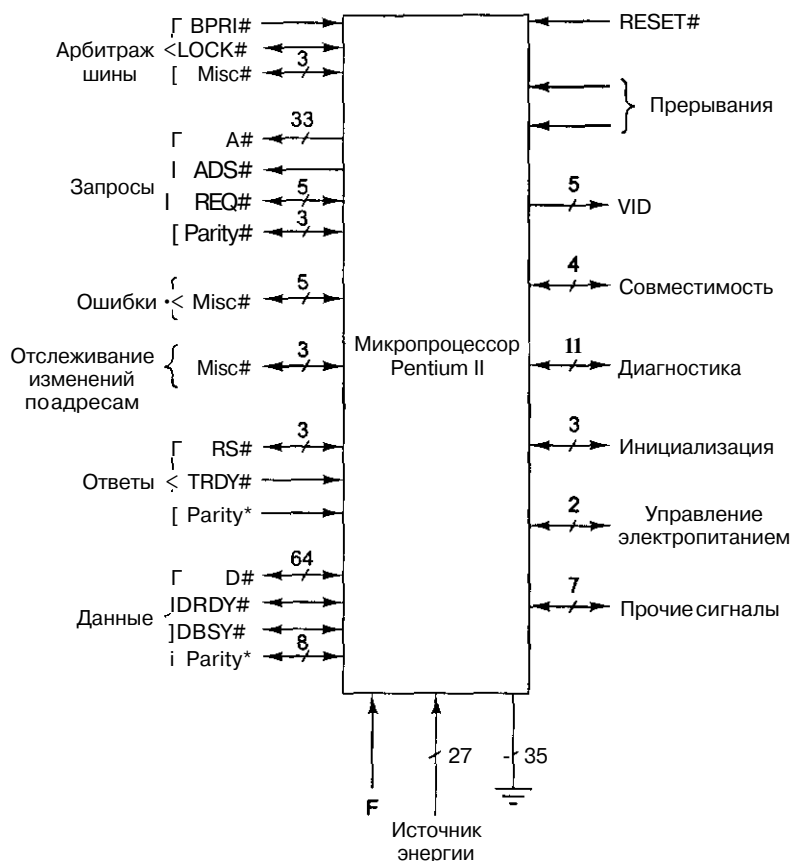 Арбитраж
шины
Г BPRI#
<LOCK#
[ Misc#
3
Запросы
Г A#
33
I ADS#
I REQ#
5
[ Parity#
3
Ошибки
< Misc#
5
Отслеживание
изменений
по адресам
{ Misc#
3
Ответы
Г RS#
3
< TRDY#
[ Parity*
Данные
Г D#
64
IDRDY#
]DBSY#
i Parity*
8
Микропроцессор
Pentium II
RESET#
} Прерывания
5
VID
4
Совместимость
11
Диагностика
3
Инициализация
2
Управление
электропитанием
7
Прочие сигналы
F
27
Источник
энергии
35